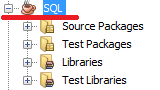 SQL
Source Packages
Test Packages
Libraries
Test Libraries